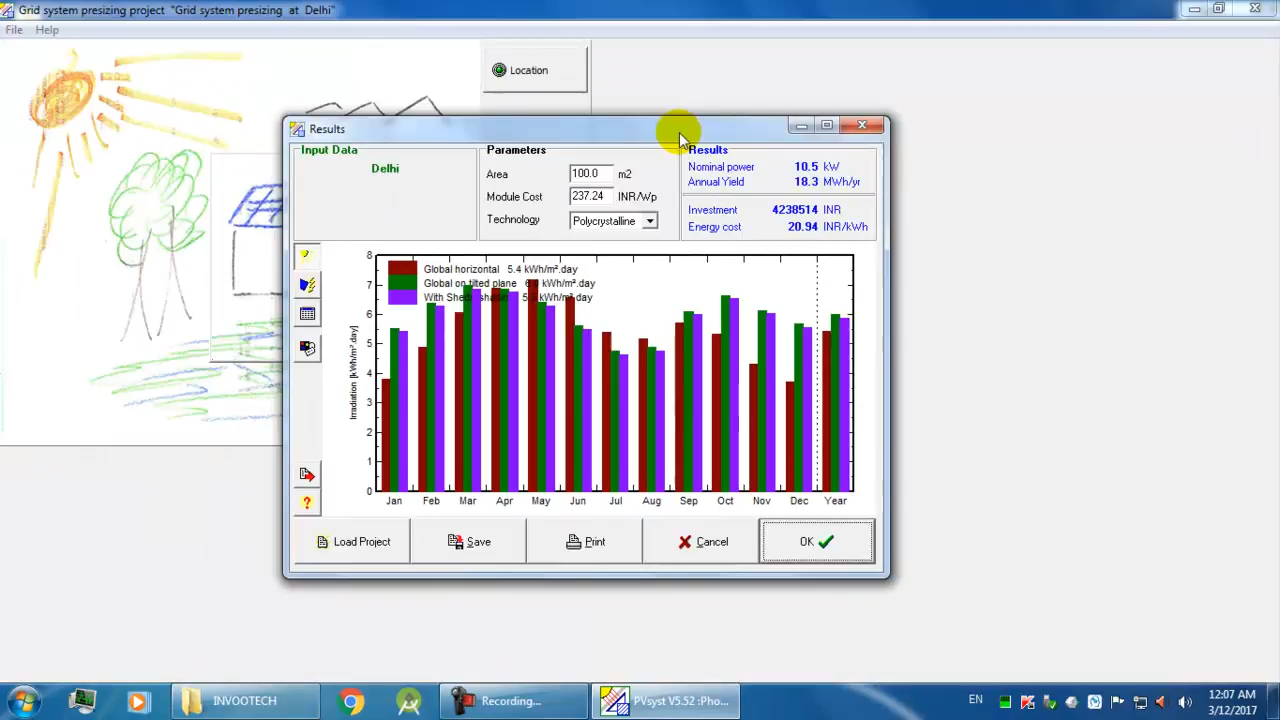 Grid system presizing project "Grid system presizing at Delhi"
File Help
Location
Results
Input Data
Delhi
Parameters
Area 100.0 m2
Module Cost 237.24 INR/Wp
Technology Polycrystalline
Results
Nominal power 10.5 kW
Annual Yield 18.3 MWh/yr
Investment 4238514 INR
Energy cost 20.94 INR/kWh
Global horizontal 5.4 kWh/m².day
Global on tilted plane kWh/m².day
With kWh/m².day
Irradiation [kWh/m².day]
8
7
6
5
4
3
2
1
0
Jan Feb Mar Apr May Jun Jul Aug Sep Oct Nov Dec Year
Load Project Save Print Cancel OK
INVOOTECH Recording... PVsyst V5.52 :Pho... EN 12:07 AM
3/12/2017